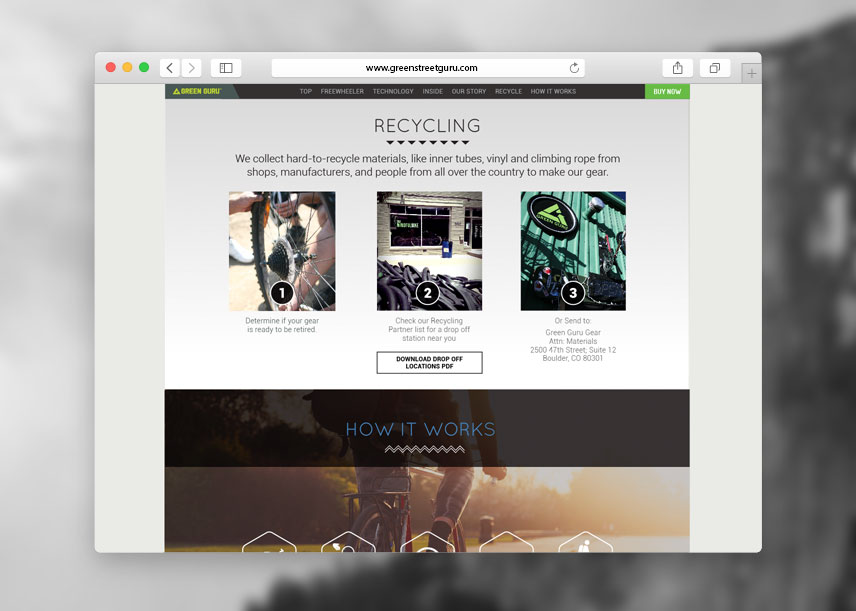 www.greenstreetguru.com
GREEN GURU
TOP FREEWHEELER TECHNOLOGY INSIDE OUR STORY RECYCLE HOW IT WORKS
BUY NOW
RECYCLING
We collect hard-to-recycle materials, like inner tubes, vinyl and climbing rope from
shops, manufacturers, and people from all over the country to make our gear.
GREEN GURU
1
2
3
Determine if your gear
is ready to be retired.
Check our Recycling
Partner list for a drop off
station near you
DOWNLOAD DROP OFF
LOCATIONS PDF
Or Send to:
Green Guru Gear
Attn: Materials
2500 47th Street; Suite 12
Boulder, CO 80301
HOW IT WORKS